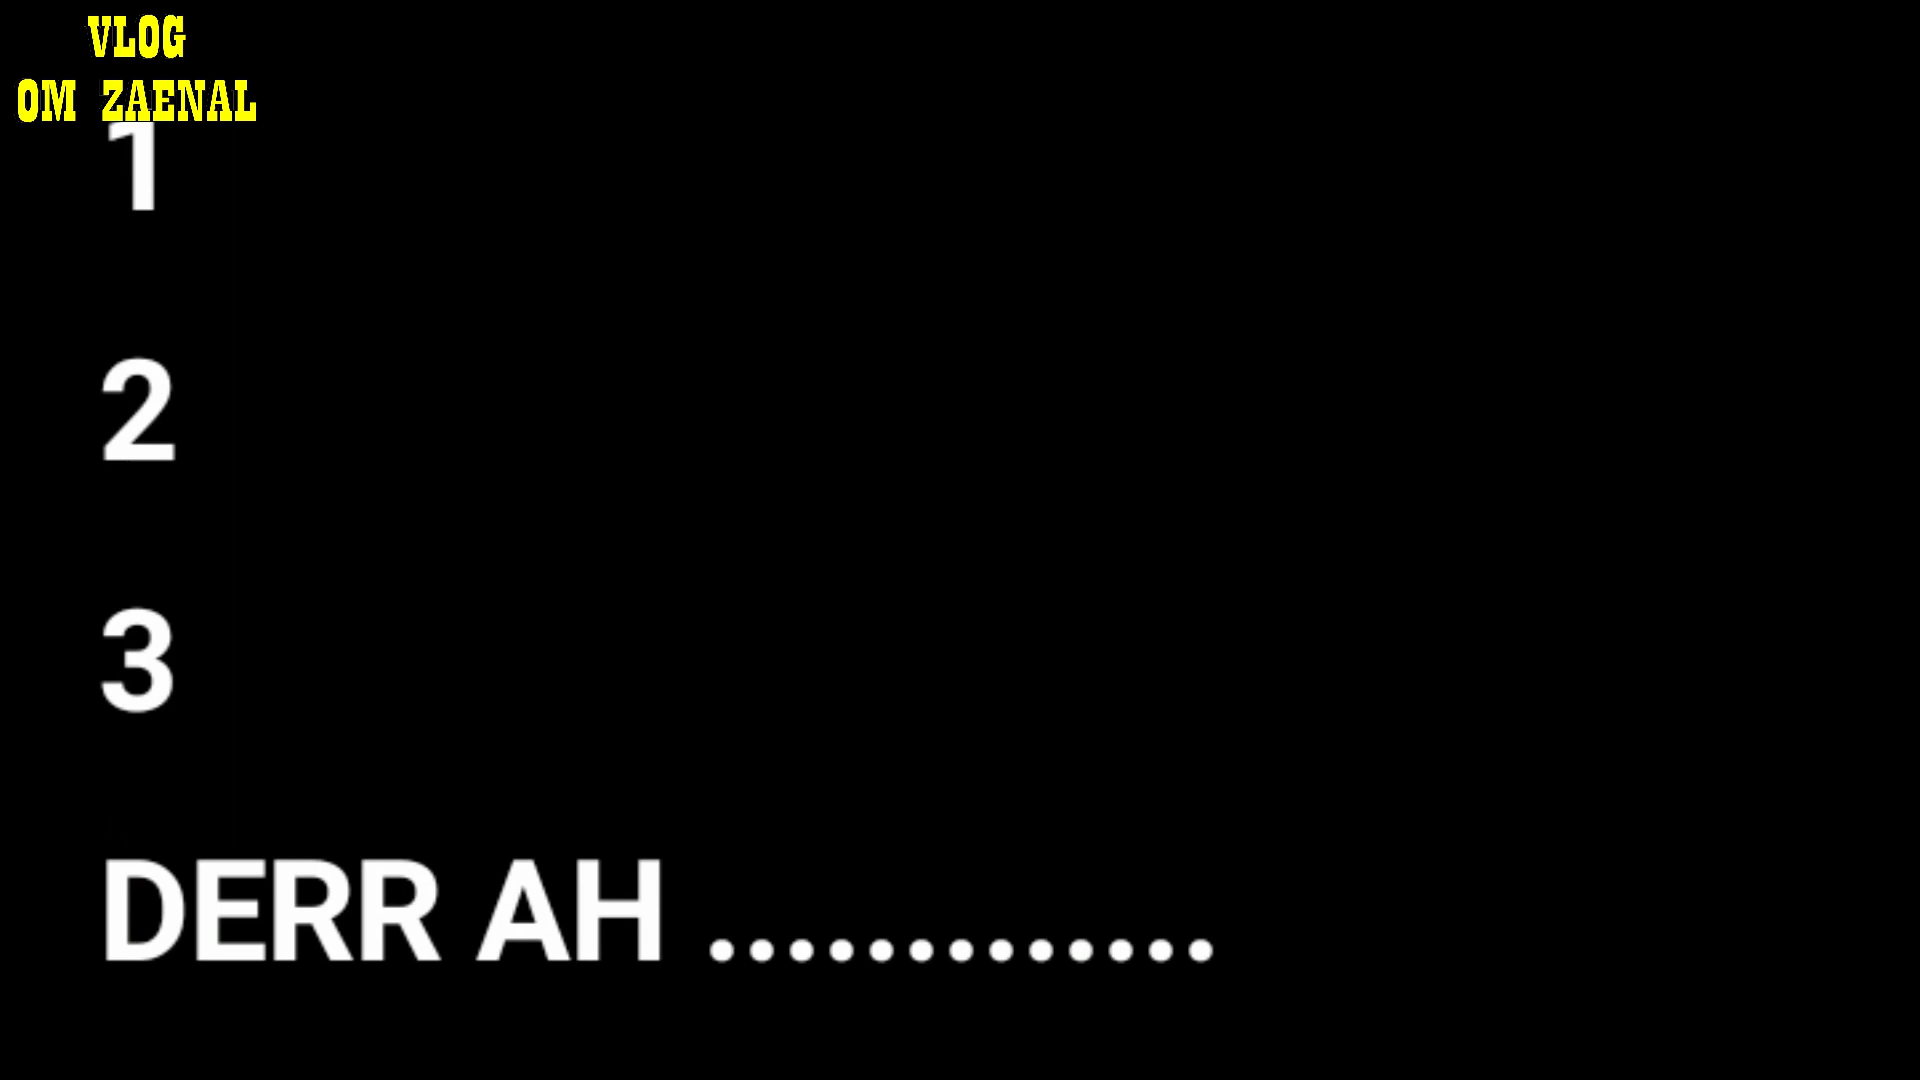 VLOG
OM ZAENAL
1
2
3
DERR AH .............